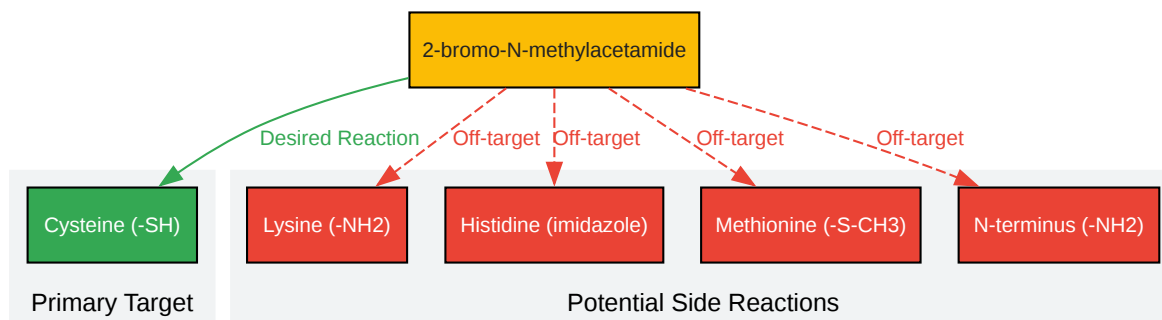 2-bromo-N-methylacetamide
Desired Reaction
Off-target
Off-target
Off-target
Off-target
Cysteine (-SH)
Lysine (-NH2)
Histidine (imidazole)
Methionine (-S-CH3)
N-terminus (-NH2)
Primary Target
Potential Side Reactions